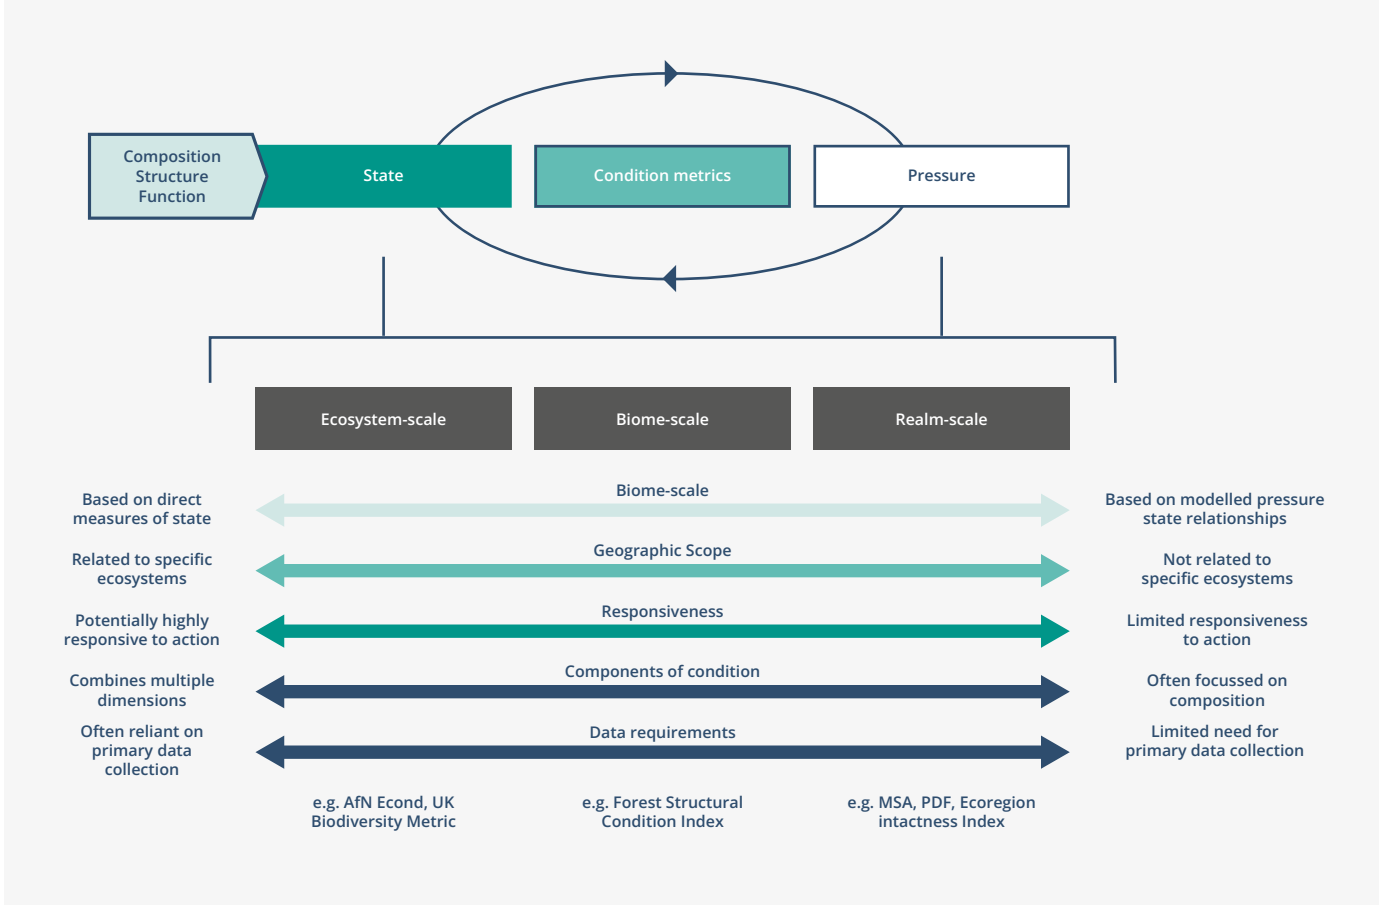 Composition
Structure
Function
State
Condition metrics
Pressure
Ecosystem-scale
Biome-scale
Realm-scale
Based on direct
measures of state
Biome-scale
Based on modelled pressure
state relationships
Related to specific
ecosystems
Geographic Scope
Not related to
specific ecosystems
Potentially highly
responsive to action
Responsiveness
Limited responsiveness
to action
Combines multiple
dimensions
Components of condition
Often focussed on
composition
Often reliant on
primary data
collection
Data requirements
Limited need for
primary data collection
e.g. AfN Econd, UK
Biodiversity Metric
e.g. Forest Structural
Condition Index
e.g. MSA, PDF, Ecoregion
intactness Index